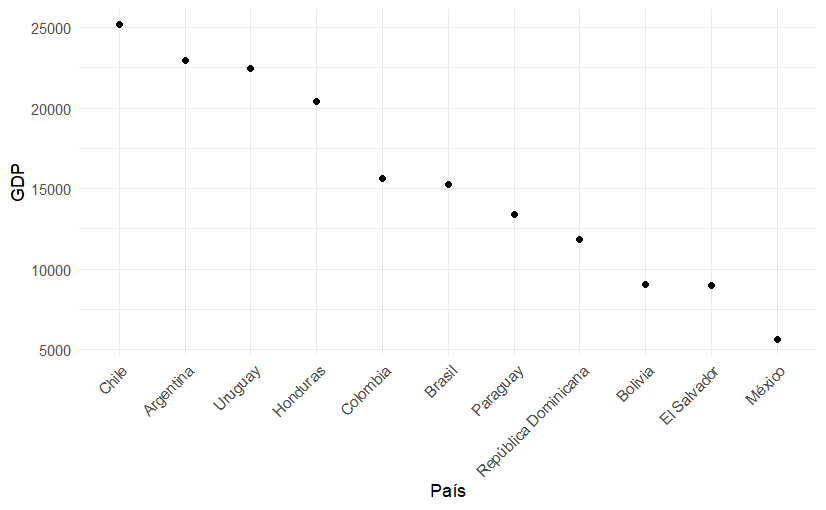 25000
20000
15000
10000
5000
GDP
Chile
Argentina
Uruguay
Honduras
Colombia
Brasil
Paraguay
República Dominicana
Bolivia
El Salvador
México
País